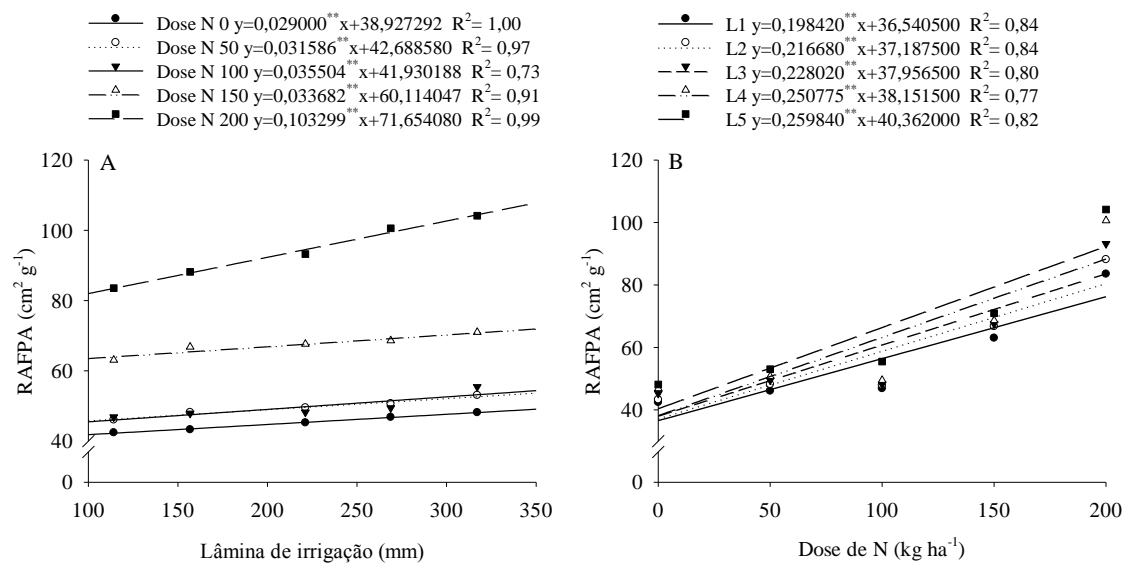 Dose N 0 y=0,029000**x+38,927292 R²= 1,00
Dose N 50 y=0,031586**x+42,688580 R²= 0,97
Dose N 100 y=0,035504**x+41,930188 R²= 0,73
Dose N 150 y=0,033682**x+60,114047 R²= 0,91
Dose N 200 y=0,103299**x+71,654080 R²= 0,99
A
RAFPA (cm² g⁻¹)
120
100
80
60
40
0
100 150 200 250 300 350
Lâmina de irrigação (mm)
L1 y=0,198420**x+36,540500 R²= 0,84
L2 y=0,216680**x+37,187500 R²= 0,84
L3 y=0,228020**x+37,956500 R²= 0,80
L4 y=0,250775**x+38,151500 R²= 0,77
L5 y=0,259840**x+40,362000 R²= 0,82
B
RAFPA (cm² g⁻¹)
120
100
80
60
40
0
0 50 100 150 200
Dose de N (kg ha⁻¹)